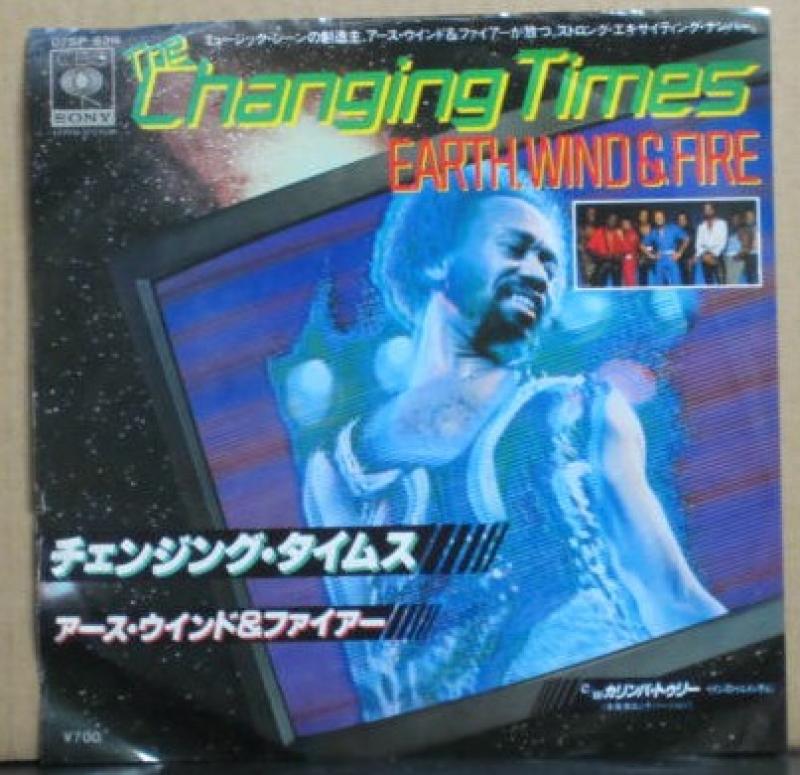 07SP 639
ミュージック・シーンの創造主、アース・ウインド&ファイアーが放つ、ストロング・エキサイティング・ナンバー。
CBS
SONY
The
Changing Times
EARTH, WIND & FIRE
チェンジング・タイムス
アース・ウインド&ファイアー
カリンバ・トゥリー
¥700